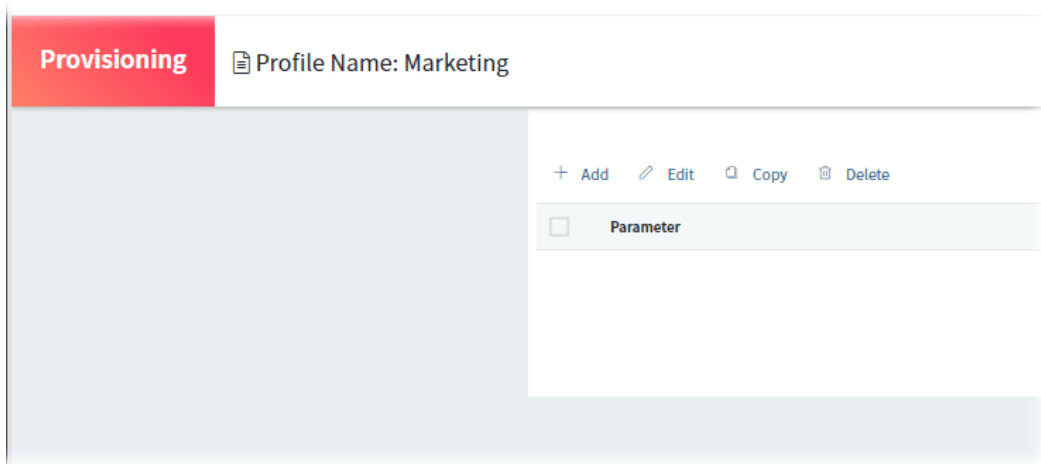 Provisioning
Profile Name: Marketing
Add Edit Copy Delete
Parameter